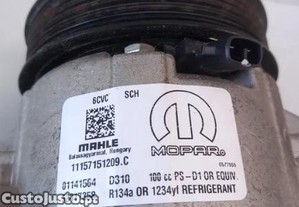 6CVC SCH
MAHLE
Balassagyarmat, Hungary
11157151209.C
MOPAR
01141564 D310
100 cc PS-D1 OR EQUIV.
R134a OR 1234yf REFRIGERANT
CustoJusto